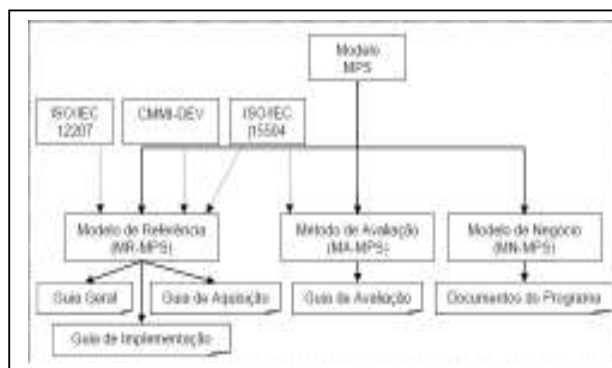 Modelo
MPS
ISO/IEC
12207
CMMI-DEV
ISO/IEC
15504
Modelo de Referência
(MR-MPS)
Método de Avaliação
(MA-MPS)
Modelo de Negócio
(MN-MPS)
Guia Geral
Guia de Aquisição
Guia de Avaliação
Documentos do Programa
Guia de Implementação